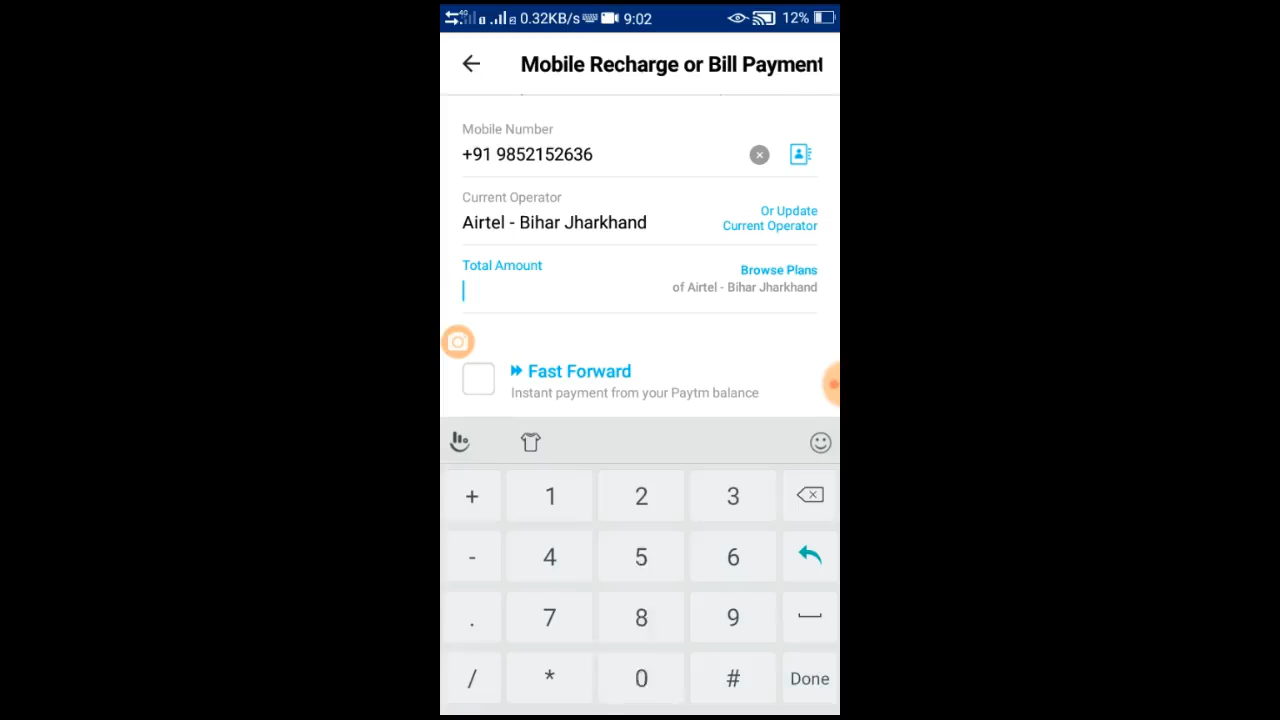 4G 0.32KB/s 9:02 12%
Mobile Recharge or Bill Payment
Mobile Number
+91 9852152636
Current Operator
Airtel - Bihar Jharkhand
Or Update
Current Operator
Total Amount
Browse Plans
of Airtel - Bihar Jharkhand
Fast Forward
Instant payment from your Paytm balance
+ 1 2 3
- 4 5 6
. 7 8 9
/ * 0 # Done